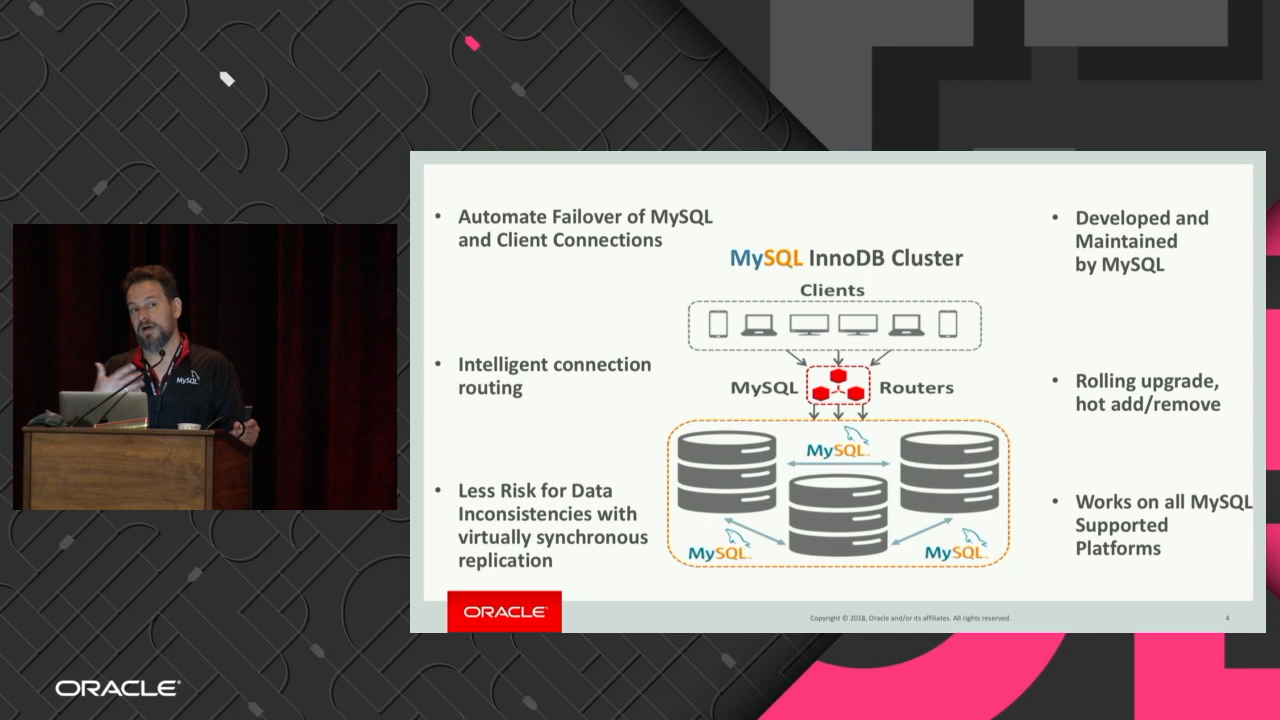 • Automate Failover of MySQL
and Client Connections
• Intelligent connection
routing
• Less Risk for Data
Inconsistencies with
virtually synchronous
replication
MySQL InnoDB Cluster
Clients
MySQL Routers
MySQL
MySQL
MySQL
• Developed and
Maintained
by MySQL
• Rolling upgrade,
hot add/remove
• Works on all MySQL
Supported
Platforms
ORACLE
Copyright © 2018, Oracle and/or its affiliates. All rights reserved.
4
MySQL
ORACLE